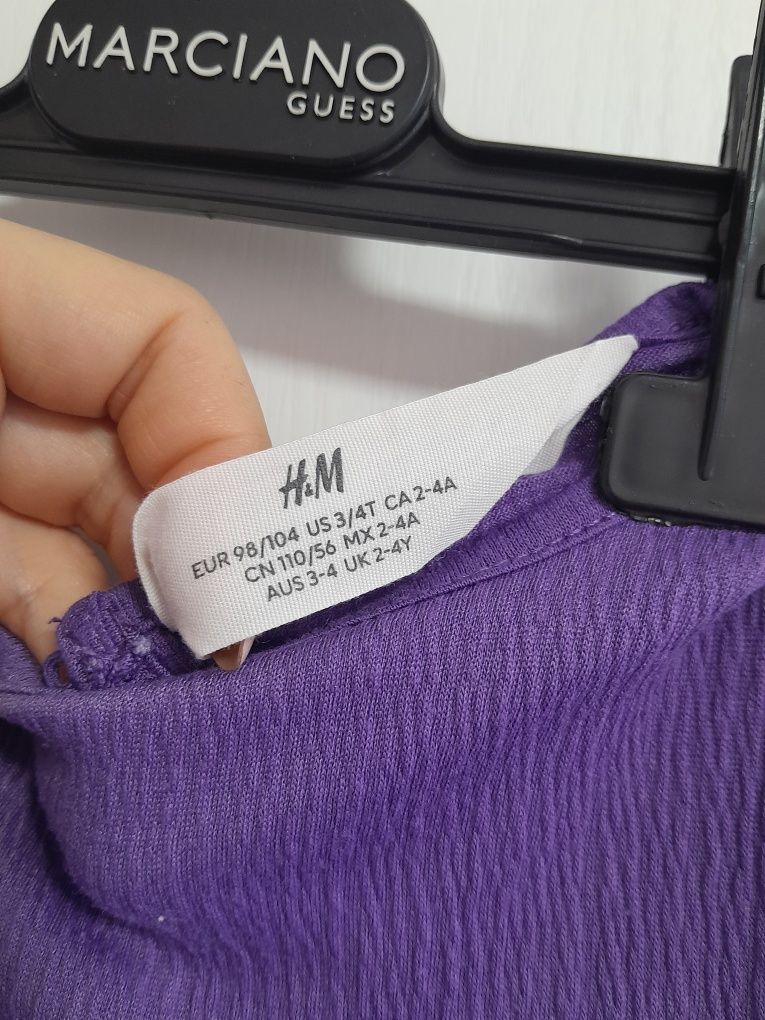 MARCIANO
GUESS
H&M
EUR 98/104 US 3/4T CA 2-4A
CN 110/56 MX 2-4A
AUS 3-4 UK 2-4Y